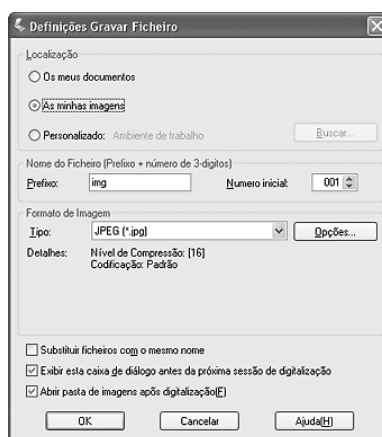 Definições Gravar Ficheiro
Localização
Os meus documentos
As minhas imagens
Personalizado: Ambiente de trabalho Buscar...
Nome do Ficheiro (Prefixo + número de 3-digitos)
Prefixo: img Numero inicial: 001
Formato de Imagem
Tipo: JPEG (*.jpg) Opções...
Detalhes: Nível de Compressão: (16)
Codificação: Padrão
Substituir ficheiros com o mesmo nome
Exibir esta caixa de diálogo antes da próxima sessão de digitalização
Abrir pasta de imagens após digitalização(F)
OK Cancelar Ajuda(H)